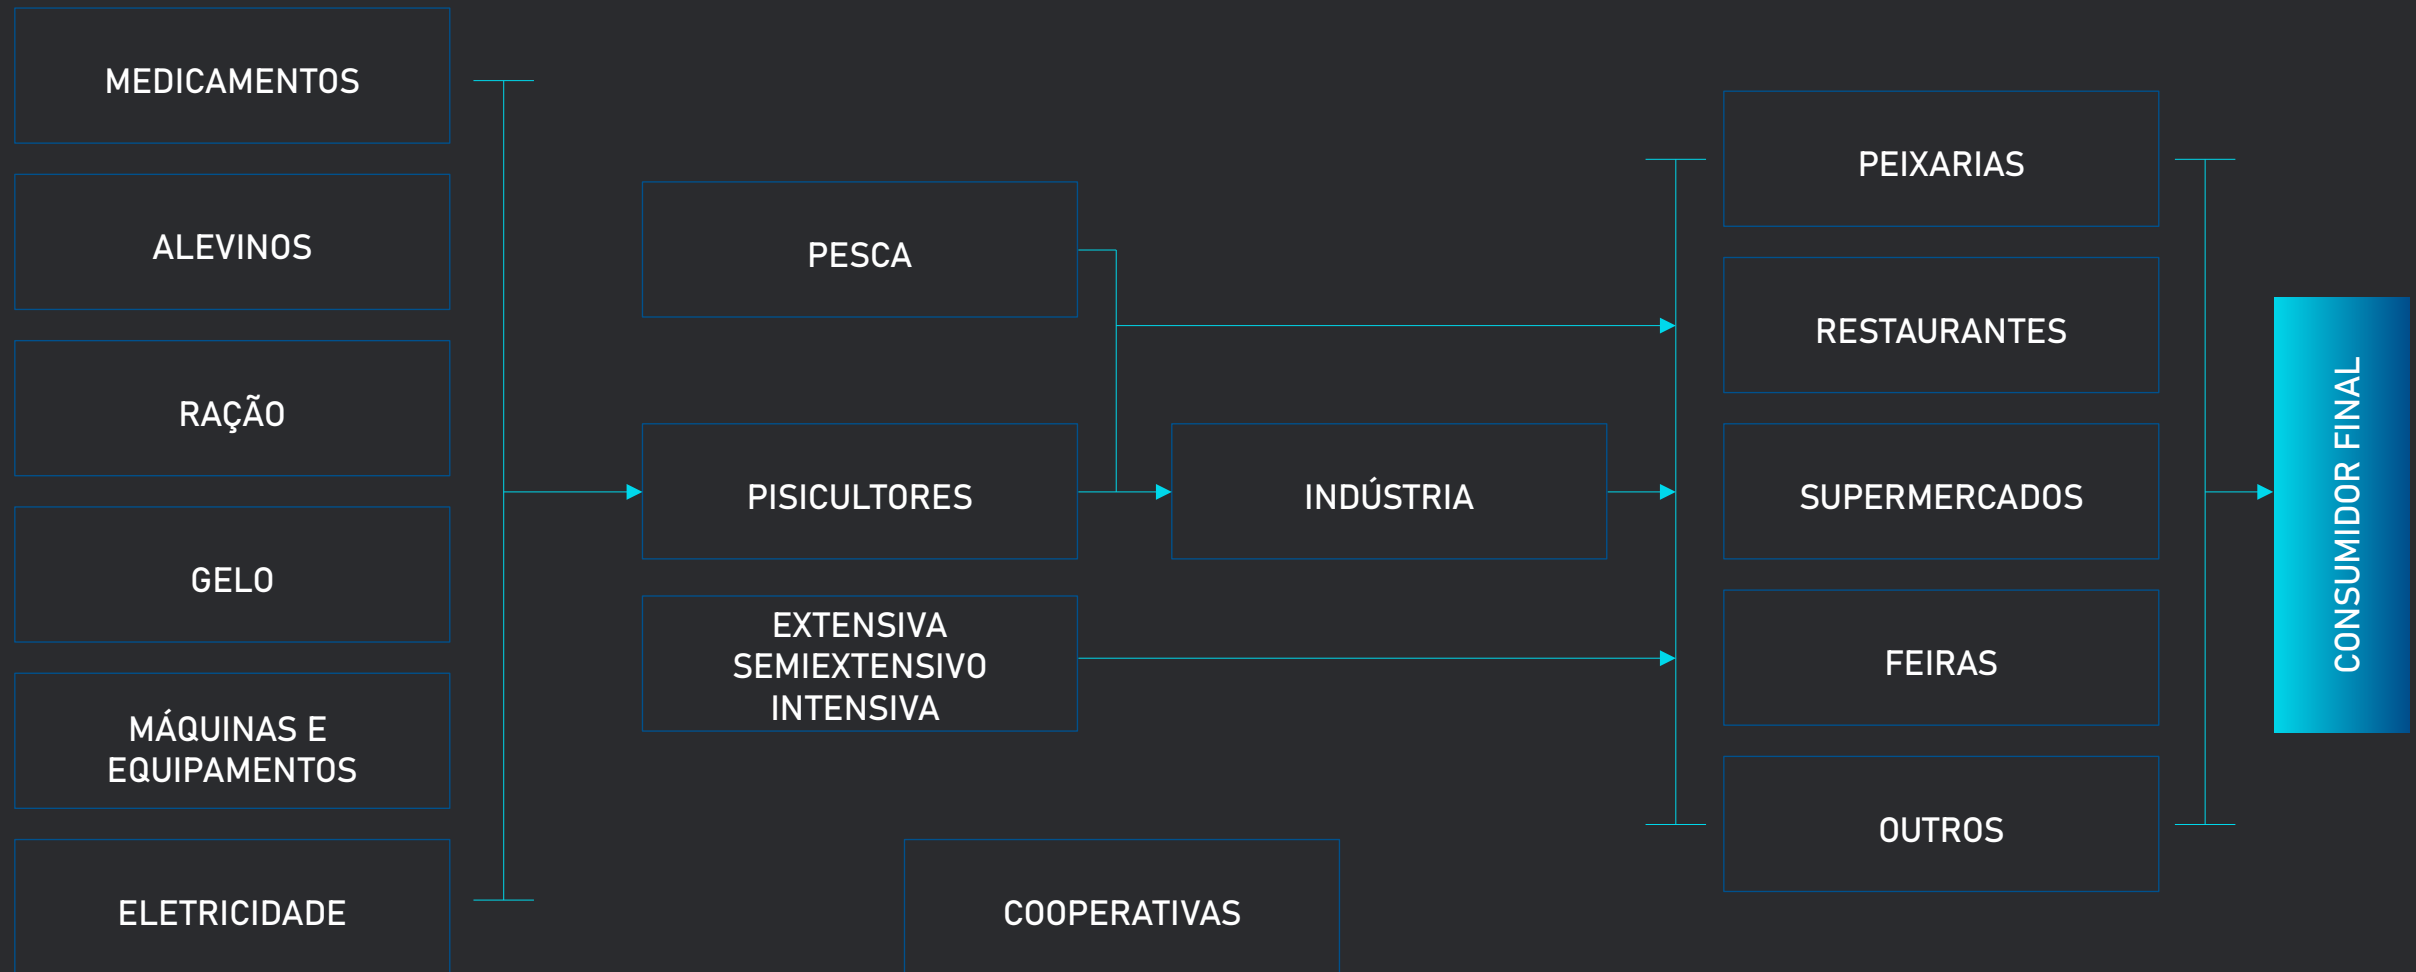 MEDICAMENTOS
ALEVINOS
RAÇÃO
GELO
MÁQUINAS E
EQUIPAMENTOS
ELETRICIDADE
PESCA
PISICULTORES
EXTENSIVA
SEMIEXTENSIVO
INTENSIVA
COOPERATIVAS
INDÚSTRIA
PEIXARIAS
RESTAURANTES
SUPERMERCADOS
FEIRAS
OUTROS
CONSUMIDOR FINAL